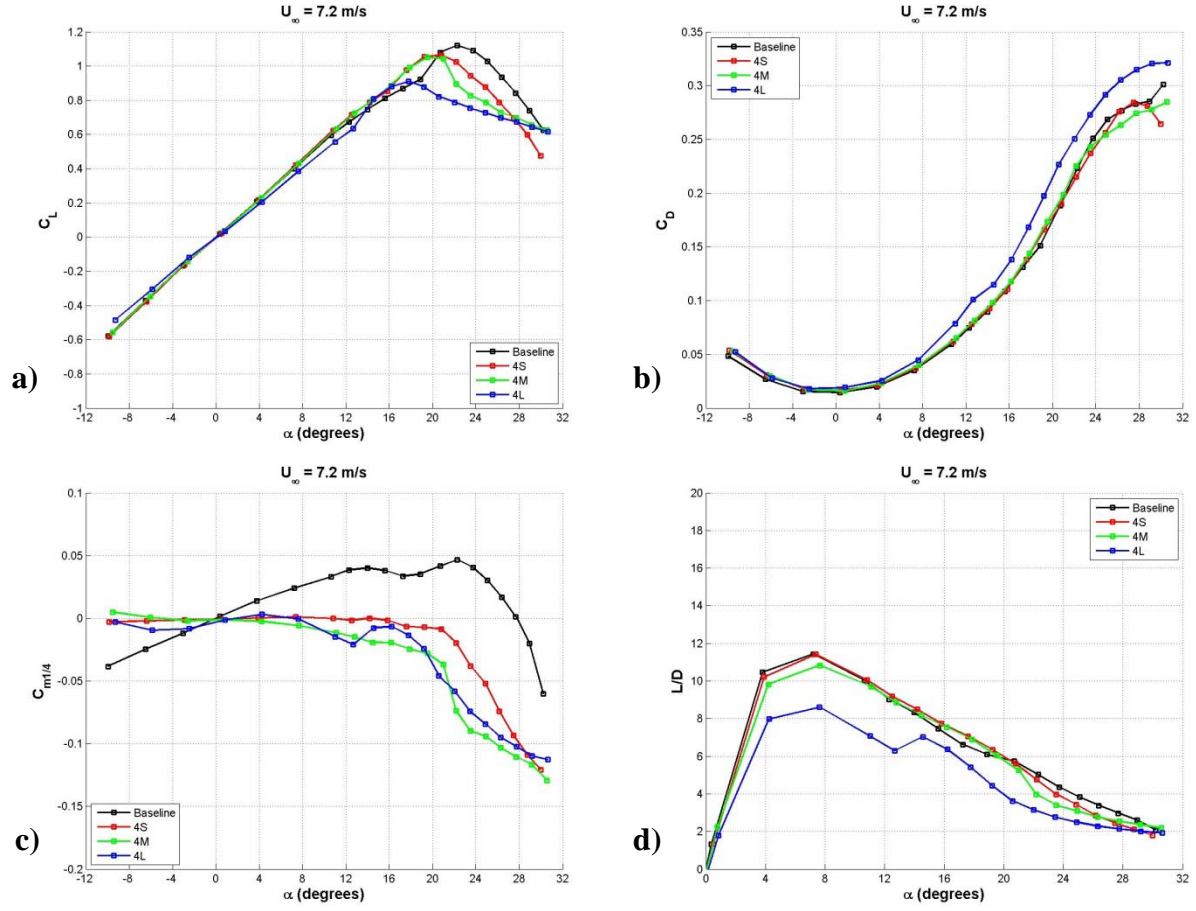 U∞ = 7.2 m/s
1.2
1
0.8
0.6
0.4
0.2
0
-0.2
-0.4
-0.6
-0.8
-1
C_L
-12 -8 -4 0 4 8 12 16 20 24 28 32
α (degrees)
Baseline
4S
4M
4L
a)
U∞ = 7.2 m/s
0.35
0.3
0.25
0.2
0.15
0.1
0.05
0
C_D
-12 -8 -4 0 4 8 12 16 20 24 28 32
α (degrees)
Baseline
4S
4M
4L
b)
U∞ = 7.2 m/s
0.1
0.05
0
-0.05
-0.1
-0.15
-0.2
C_m1/4
-12 -8 -4 0 4 8 12 16 20 24 28 32
α (degrees)
Baseline
4S
4M
4L
c)
U∞ = 7.2 m/s
20
18
16
14
12
10
8
6
4
2
0
L/D
0 4 8 12 16 20 24 28 32
α (degrees)
Baseline
4S
4M
4L
d)